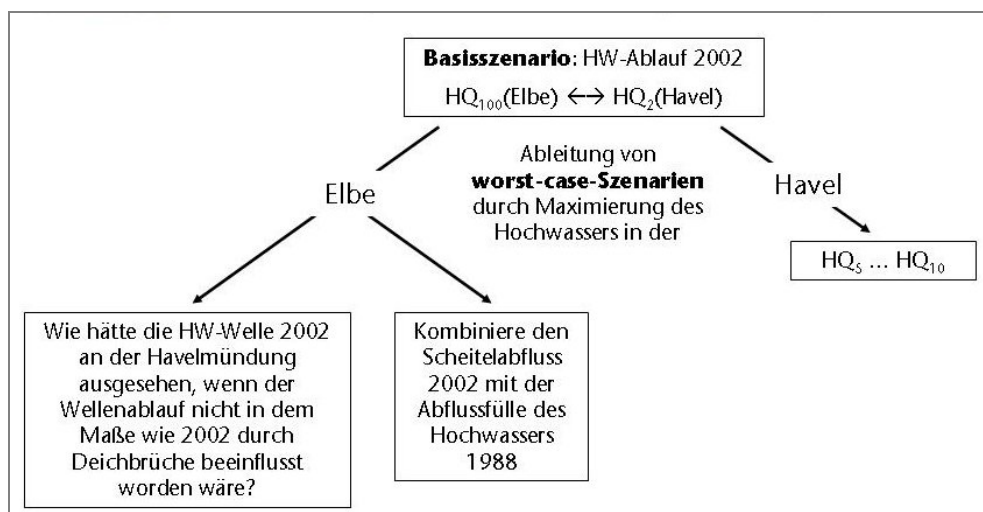 Basisszenario: HW-Ablauf 2002
HQ₁₀₀(Elbe) ↔ HQ₂(Havel)
Ableitung von
worst-case-Szenarien
durch Maximierung des
Hochwassers in der
Elbe
Havel
HQ₅ ... HQ₁₀
Wie hätte die HW-Welle 2002
an der Havelmündung
ausgesehen, wenn der
Wellenablauf nicht in dem
Maße wie 2002 durch
Deichbrüche beeinflusst
worden wäre?
Kombiniere den
Scheitelabfluss
2002 mit der
Abflussfülle des
Hochwassers
1988